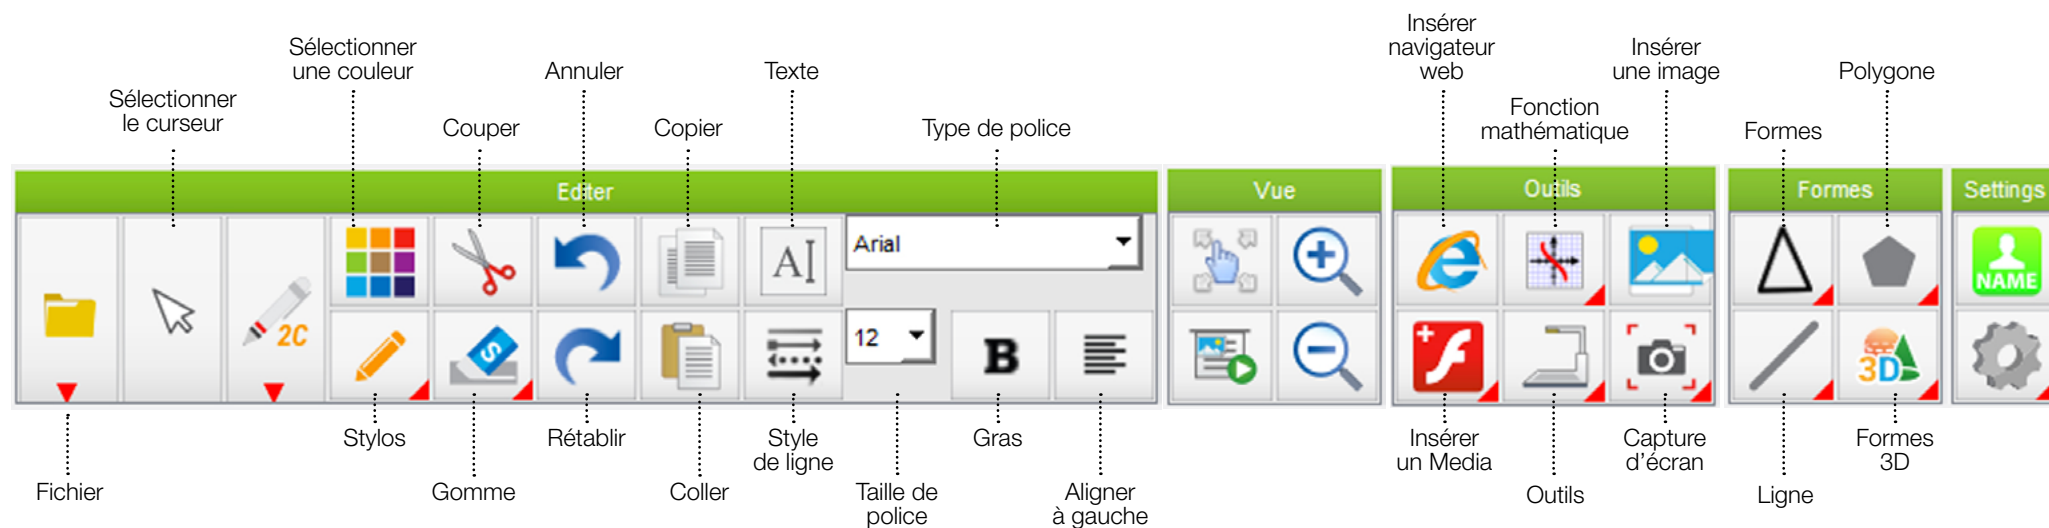 Insérer
navigateur
web
Sélectionner
une couleur
Annuler
Texte
Insérer
une image
Polygone
Sélectionner
le curseur
Couper
Copier
Type de police
Fonction
mathématique
Formes
Editer
Vue
Outils
Formes
Settings
Arial
A
NAME
2C
S
12
B
f
3D
Stylos
Rétablir
Style
de ligne
Gras
Insérer
un Media
Capture
d'écran
Formes
3D
Fichier
Gomme
Coller
Taille de
police
Aligner
à gauche
Outils
Ligne